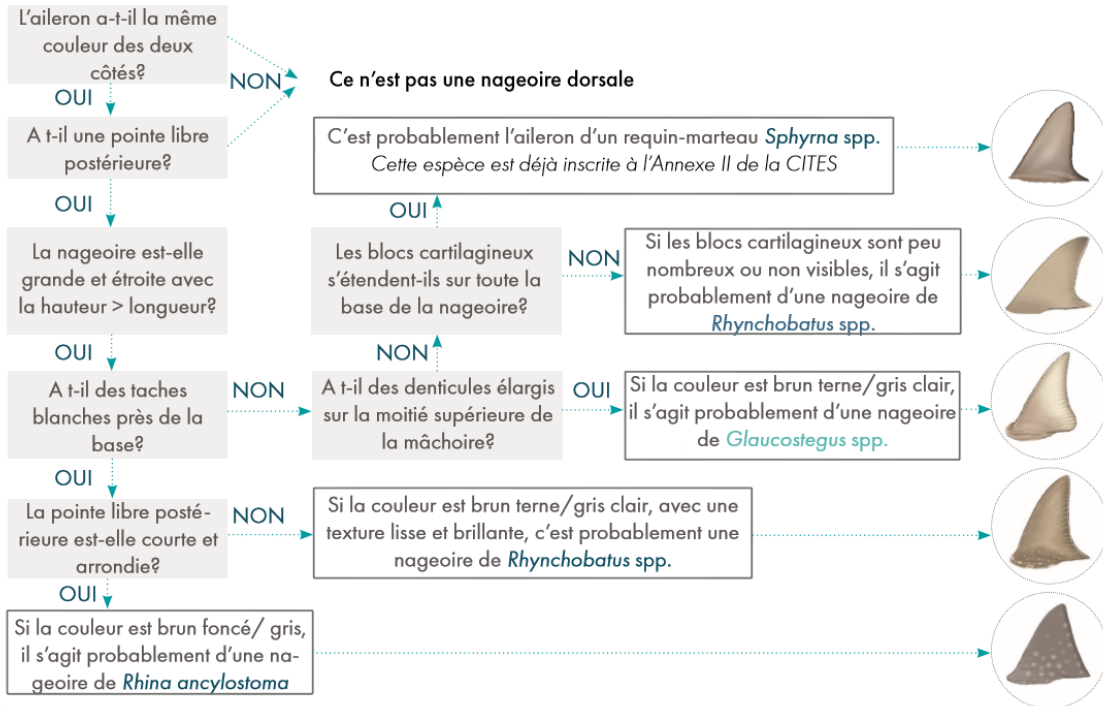 L'aileron a-t-il la même
couleur des deux
côtés?
NON
Ce n'est pas une nageoire dorsale
OUI
A t-il une pointe libre
postérieure?
C'est probablement l'aileron d'un requin-marteau Sphyrna spp.
Cette espèce est déjà inscrite à l'Annexe II de la CITES
OUI
OUI
La nageoire est-elle
grande et étroite avec
la hauteur > longueur?
Les blocs cartilagineux
s'étendent-ils sur toute la
base de la nageoire?
NON
Si les blocs cartilagineux sont peu
nombreux ou non visibles, il s'agit
probablement d'une nageoire de
Rhynchobatus spp.
OUI
NON
A t-il des taches
blanches près de la
base?
NON
A t-il des denticules élargis
sur la moitié supérieure de
la mâchoire?
OUI
Si la couleur est brun terne/gris clair,
il s'agit probablement d'une nageoire
de Glaucostegus spp.
OUI
La pointe libre posté-
rieure est-elle courte et
arrondie?
NON
Si la couleur est brun terne/gris clair, avec une
texture lisse et brillante, c'est probablement une
nageoire de Rhynchobatus spp.
OUI
Si la couleur est brun foncé/ gris,
il s'agit probablement d'une na-
geoire de Rhina ancylostoma